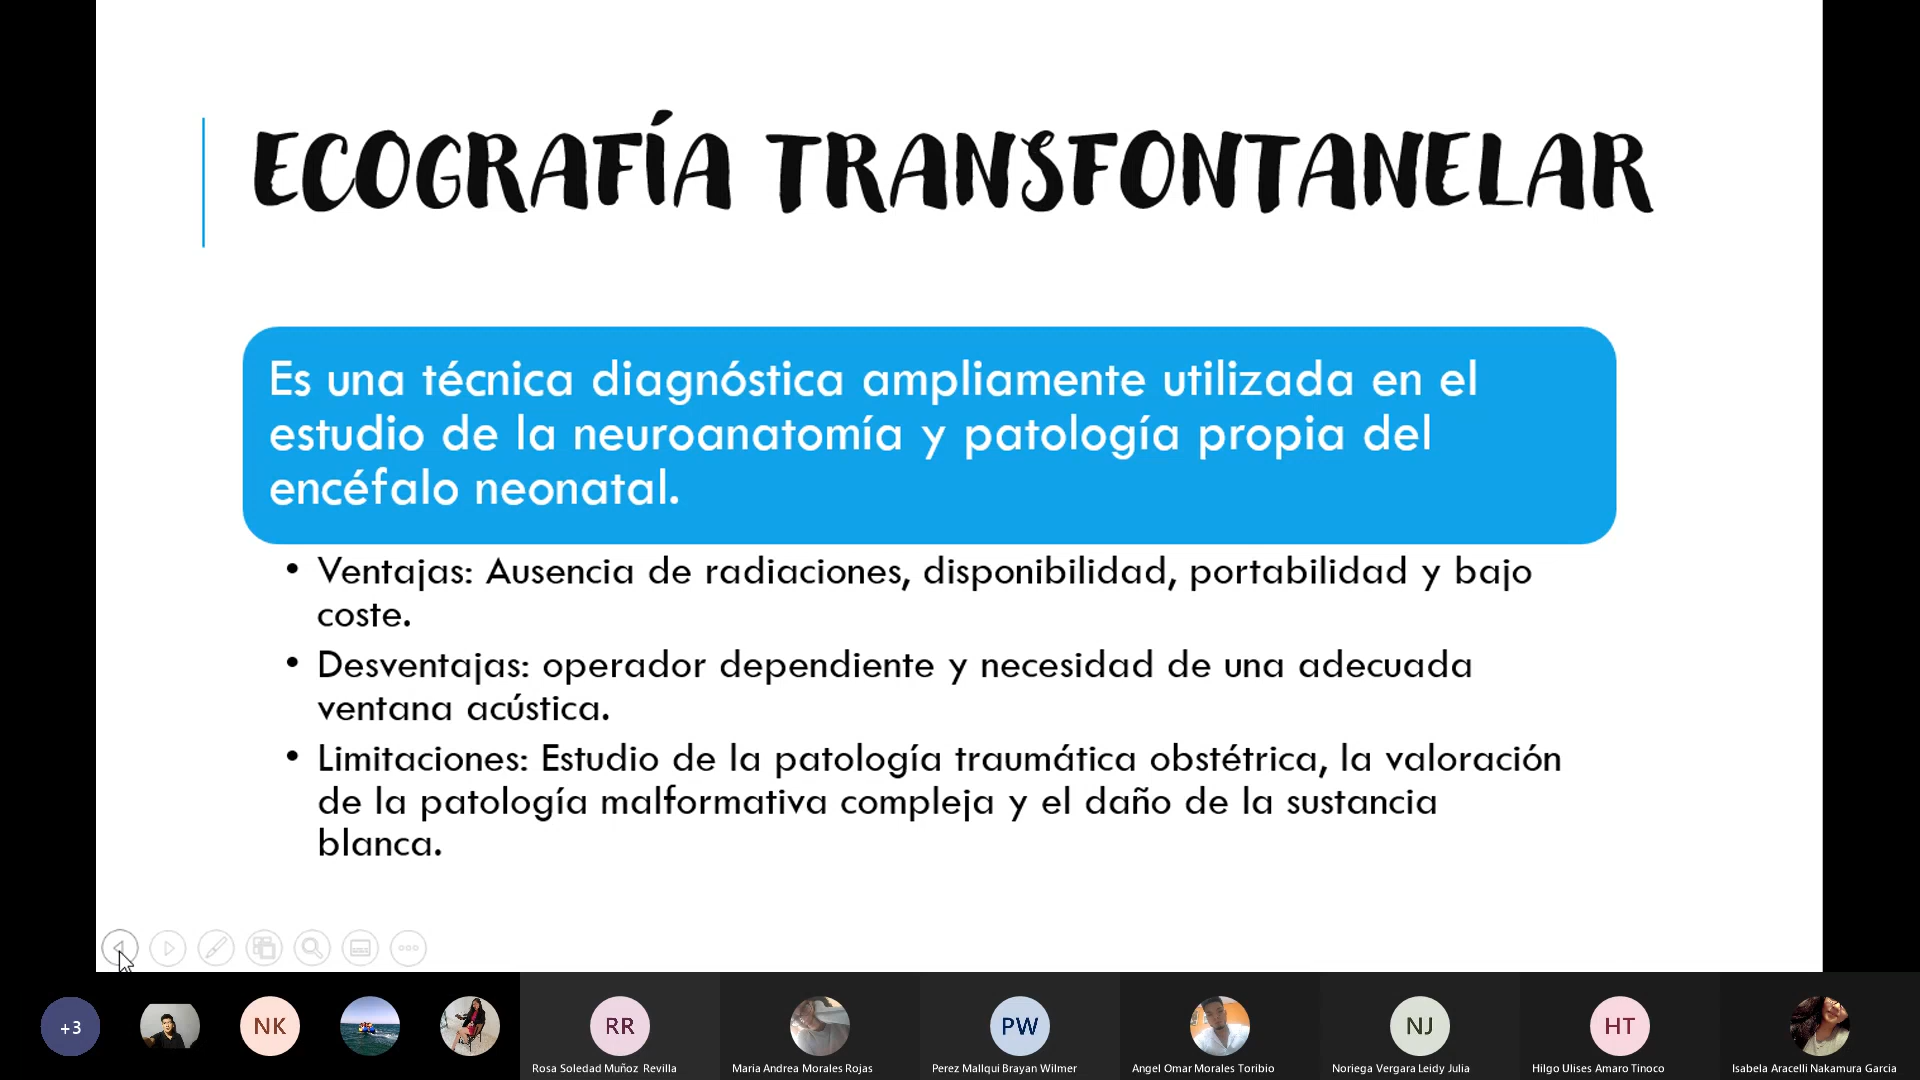 ECOGRAFÍA TRANSFONTANELAR
Es una técnica diagnóstica ampliamente utilizada en el
estudio de la neuroanatomía y patología propia del
encéfalo neonatal.
• Ventajas: Ausencia de radiaciones, disponibilidad, portabilidad y bajo
coste.
• Desventajas: operador dependiente y necesidad de una adecuada
ventana acústica.
• Limitaciones: Estudio de la patología traumática obstétrica, la valoración
de la patología malformativa compleja y el daño de la sustancia
blanca.
+3
NK
RR
PW
NJ
HT
Rosa Soledad Muñoz Revilla
Maria Andrea Morales Rojas
Perez Mallqui Brayan Wilmer
Angel Omar Morales Toribio
Noriega Vergara Leidy Julia
Hilgo Ulises Amaro Tinoco
Isabela Aracelli Nakamura Garcia